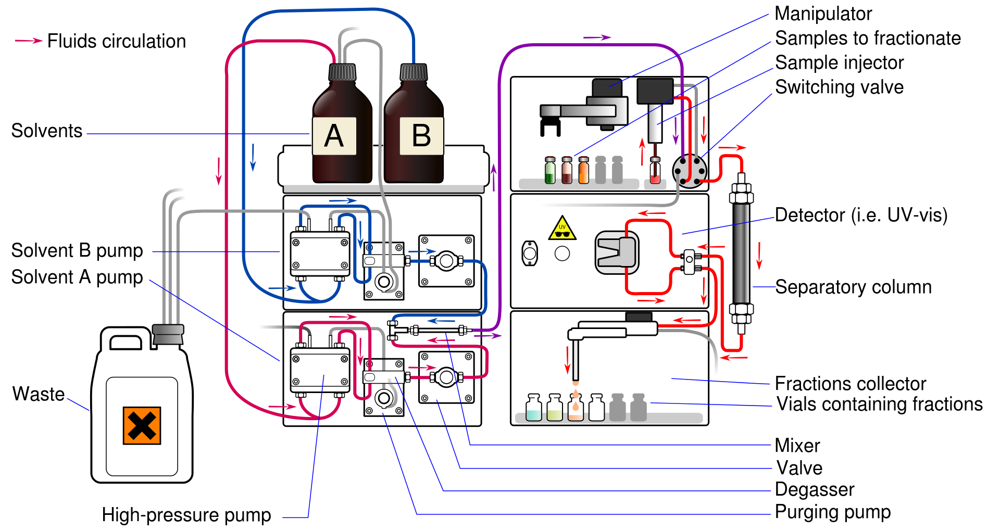 Manipulator
Samples to fractionate
Fluids circulation
Sample injector
Switching valve
Solvents
A
B
Detector (i.e. UV-vis)
UV
Solvent B pump
Solvent A pump
Separatory column
Waste
Fractions collector
Vials containing fractions
Mixer
Valve
Degasser
High-pressure pump
Purging pump